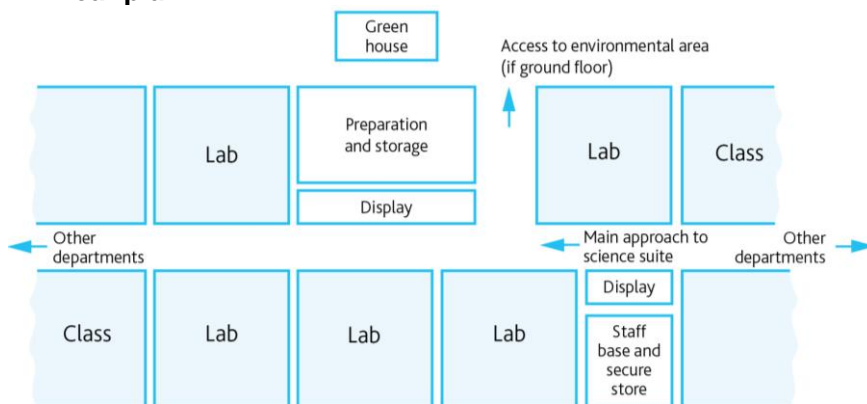 Green
house
Access to environmental area
(if ground floor)
Lab
Preparation
and storage
Lab
Class
Display
Other
departments
Main approach to
science suite
Other
departments
Class
Lab
Lab
Lab
Display
Staff
base and
secure
store